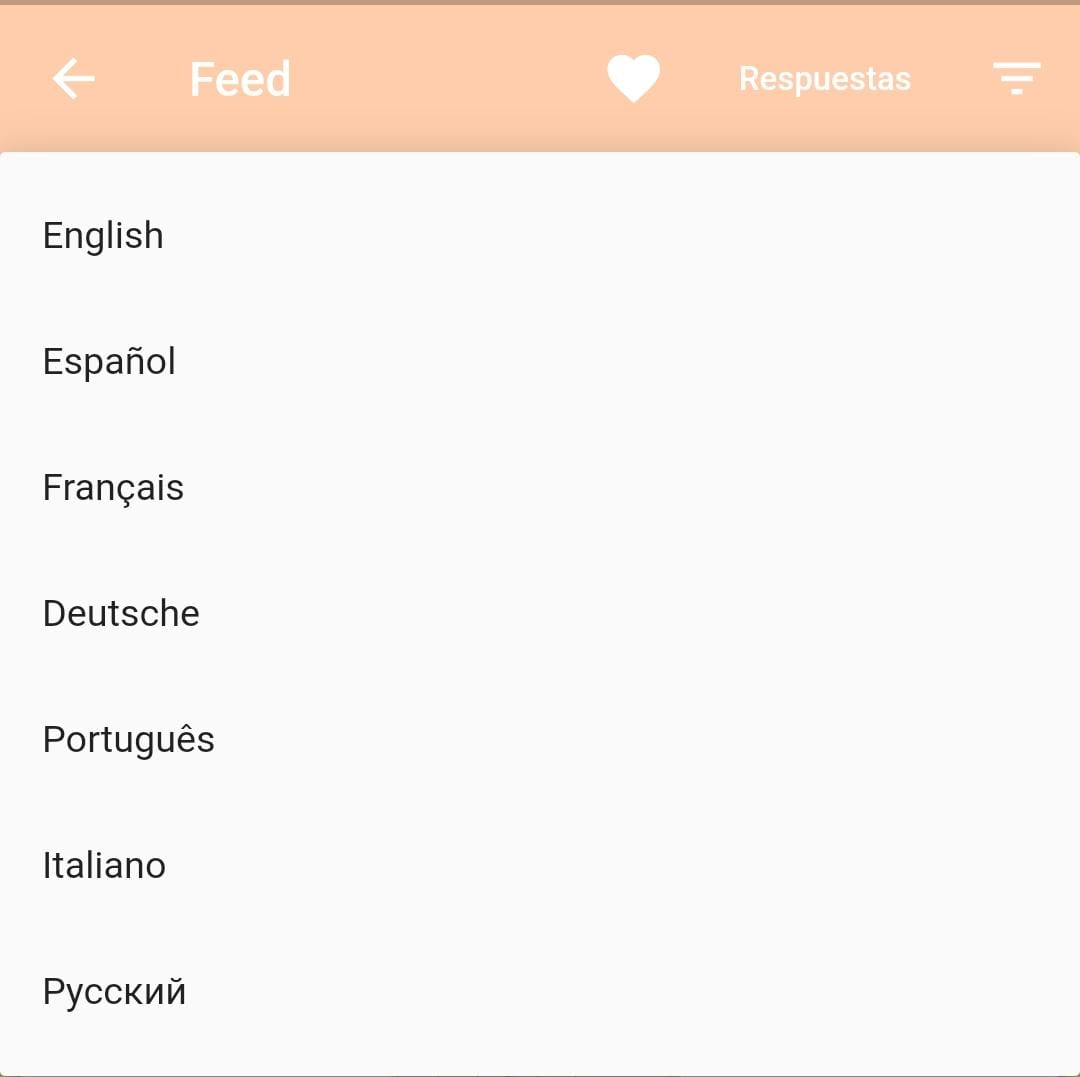 Feed Respuestas
English
Español
Français
Deutsche
Português
Italiano
Русский